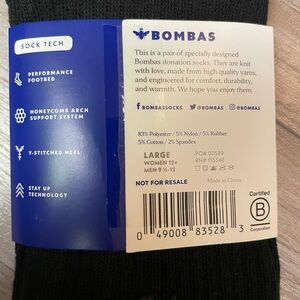 SOCK TECH
PERFORMANCE
FOOTBED
HONEYCOMB ARCH
SUPPORT SYSTEM
Y-STITCHED HEEL
STAY UP
TECHNOLOGY
BOMBAS
This is a pair of specially designed
Bombas donation socks. They are knit
with love, made from high quality yarns,
and engineered for comfort, durability,
and warmth. We hope you enjoy them.
BOMBASSOCKS @BOMBAS BOMBAS
83% Polyester / 5% Nylon / 5% Rubber
5% Cotton / 2% Spandex
LARGE
WOMEN 12+
MEN 9 ½-12
PO# 00589
RN# 155346
Made in China
NOT FOR RESALE
0 49008 83528 3
Certified
B
Corporation